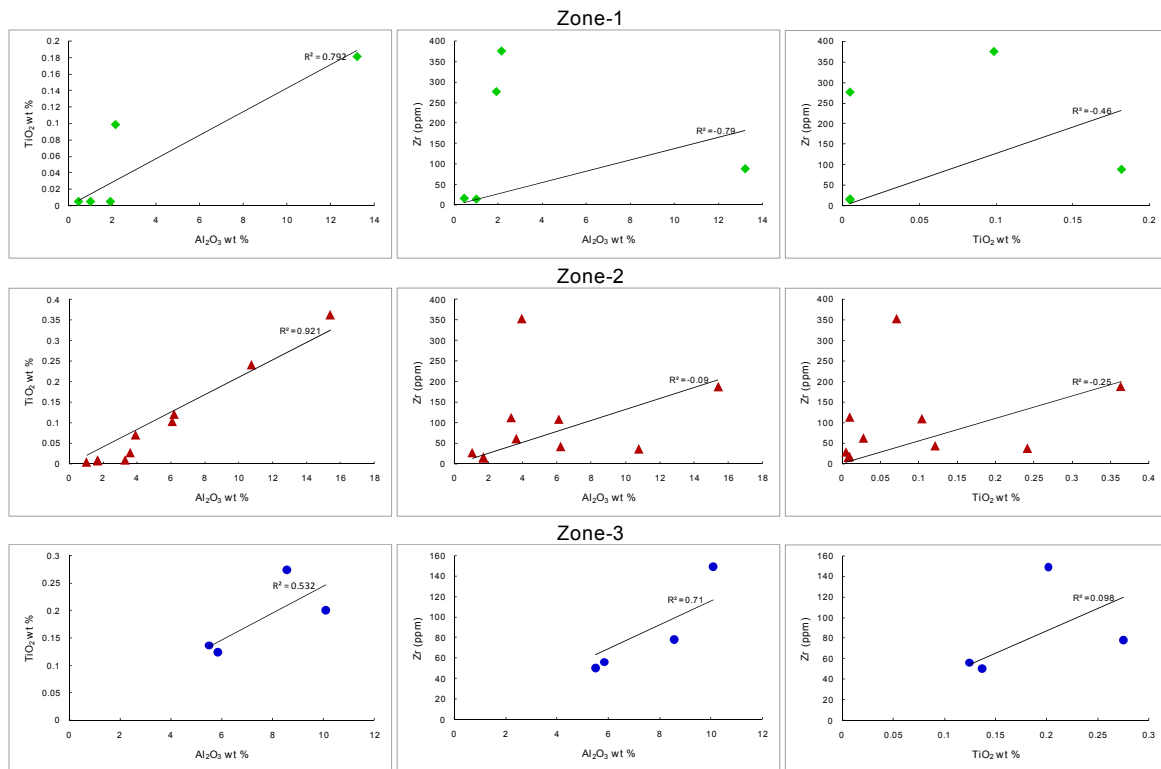 Zone-1
0.2
0.18
0.16
0.14
0.12
0.1
0.08
0.06
0.04
0.02
0
TiO₂ wt %
R² = 0.792
0 2 4 6 8 10 12 14
Al₂O₃ wt %
400
350
300
250
200
150
100
50
0
Zr (ppm)
R² =-0.79
0 2 4 6 8 10 12 14
Al₂O₃ wt %
400
350
300
250
200
150
100
50
0
Zr (ppm)
R² =-0.46
0 0.05 0.1 0.15 0.2
TiO₂ wt %
Zone-2
0.4
0.35
0.3
0.25
0.2
0.15
0.1
0.05
0
TiO₂ wt %
R² = 0.921
0 2 4 6 8 10 12 14 16 18
Al₂O₃ wt %
400
350
300
250
200
150
100
50
0
Zr (ppm)
R² =-0.09
0 2 4 6 8 10 12 14 16 18
Al₂O₃ wt %
400
350
300
250
200
150
100
50
0
Zr (ppm)
R² =-0.25
0 0.05 0.1 0.15 0.2 0.25 0.3 0.35 0.4
TiO₂ wt %
Zone-3
0.3
0.25
0.2
0.15
0.1
0.05
0
TiO₂ wt %
R² = 0.532
0 2 4 6 8 10 12
Al₂O₃ wt %
160
140
120
100
80
60
40
20
0
Zr (ppm)
R² = 0.71
0 2 4 6 8 10 12
Al₂O₃ wt %
160
140
120
100
80
60
40
20
0
Zr (ppm)
R² = 0.098
0 0.05 0.1 0.15 0.2 0.25 0.3
TiO₂ wt %